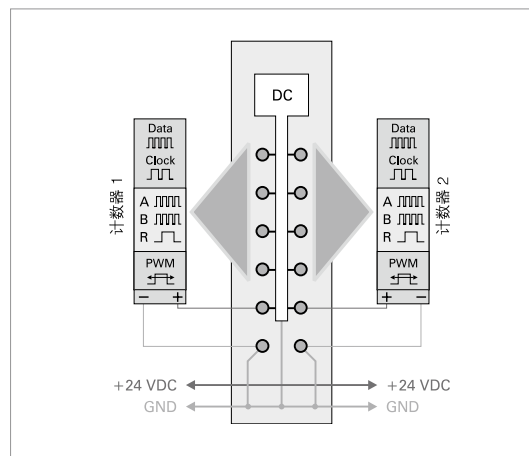 DC
计数器 1
Data
Clock
A
B
R
PWM
− +
计数器 2
Data
Clock
A
B
R
PWM
+ −
+24 VDC
+24 VDC
GND
GND